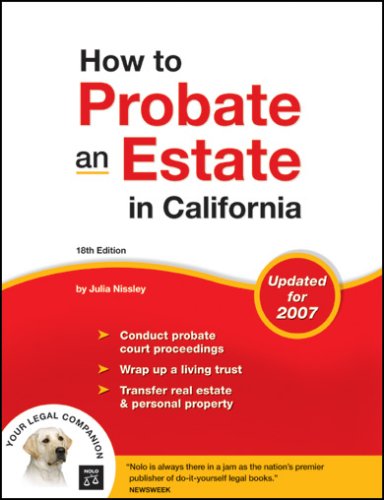 How to
Probate
an Estate
in California
18th Edition
by Julia Nissley
Updated
for
2007
Conduct probate
court proceedings
Wrap up a living trust
Transfer real estate
& personal property
YOUR LEGAL COMPANION
NOLO
"Nolo is always there in a jam as the nation's premier
publisher of do-it-yourself legal books."
NEWSWEEK